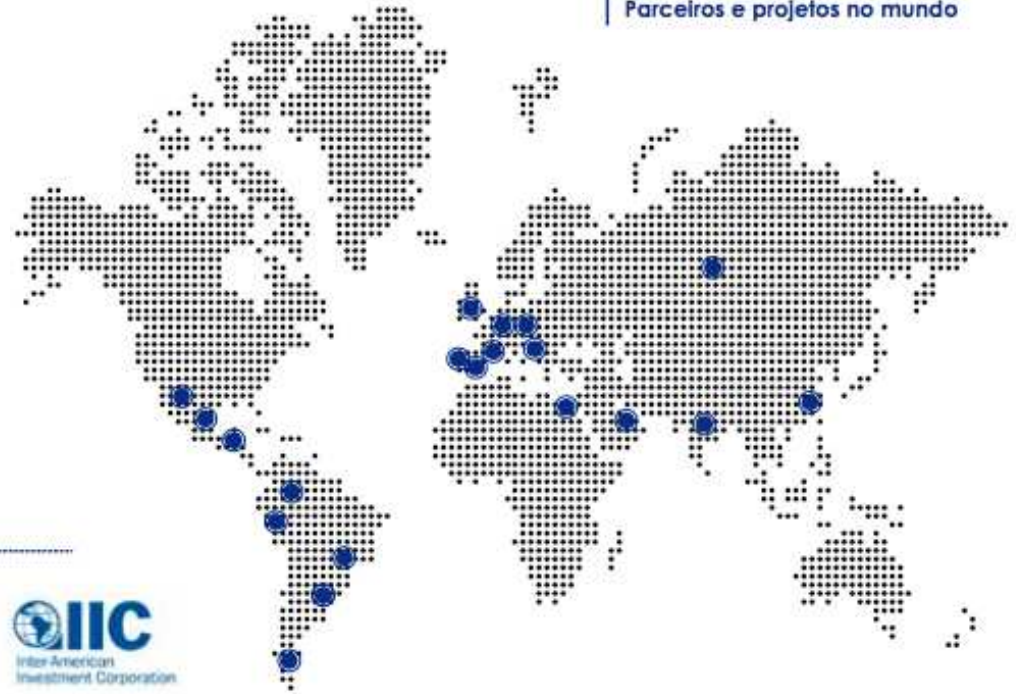 Parceiros e projetos no mundo
IIC
Inter-American
Investment Corporation